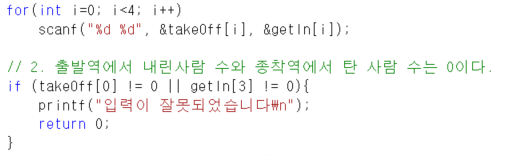 for(int i=0; i<4; i++)
scanf("%d %d", &takeOff[i], &getIn[i]);
// 2. 출발역에서 내린사람 수와 종착역에서 탄 사람 수는 0이다.
if (takeOff[0] != 0 || getIn[3] != 0){
printf("입력이 잘못되었습니다₩n");
return 0;
}